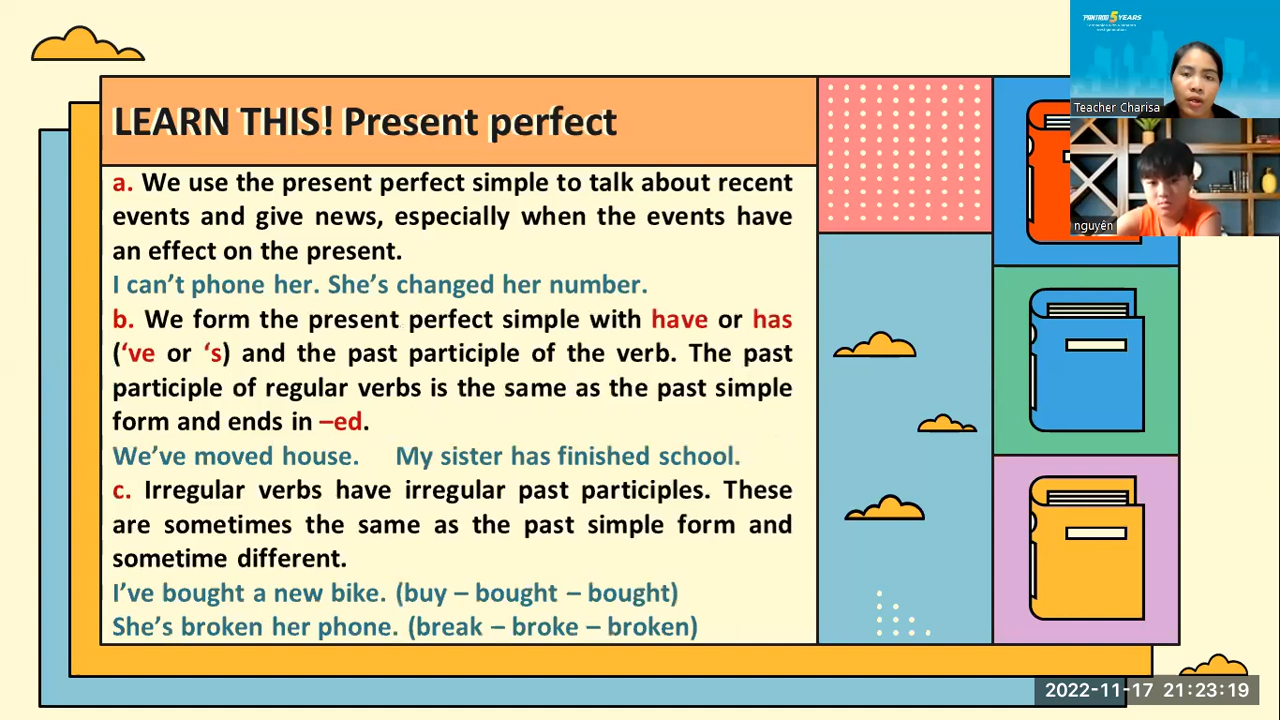 LEARN THIS! Present perfect
a. We use the present perfect simple to talk about recent
events and give news, especially when the events have
an effect on the present.
I can’t phone her. She’s changed her number.
b. We form the present perfect simple with have or has
(‘ve or ‘s) and the past participle of the verb. The past
participle of regular verbs is the same as the past simple
form and ends in –ed.
We’ve moved house. My sister has finished school.
c. Irregular verbs have irregular past participles. These
are sometimes the same as the past simple form and
sometime different.
I’ve bought a new bike. (buy – bought – bought)
She’s broken her phone. (break – broke – broken)
5 YEARS
Teacher Charisa
nguyên
2022-11-17 21:23:19